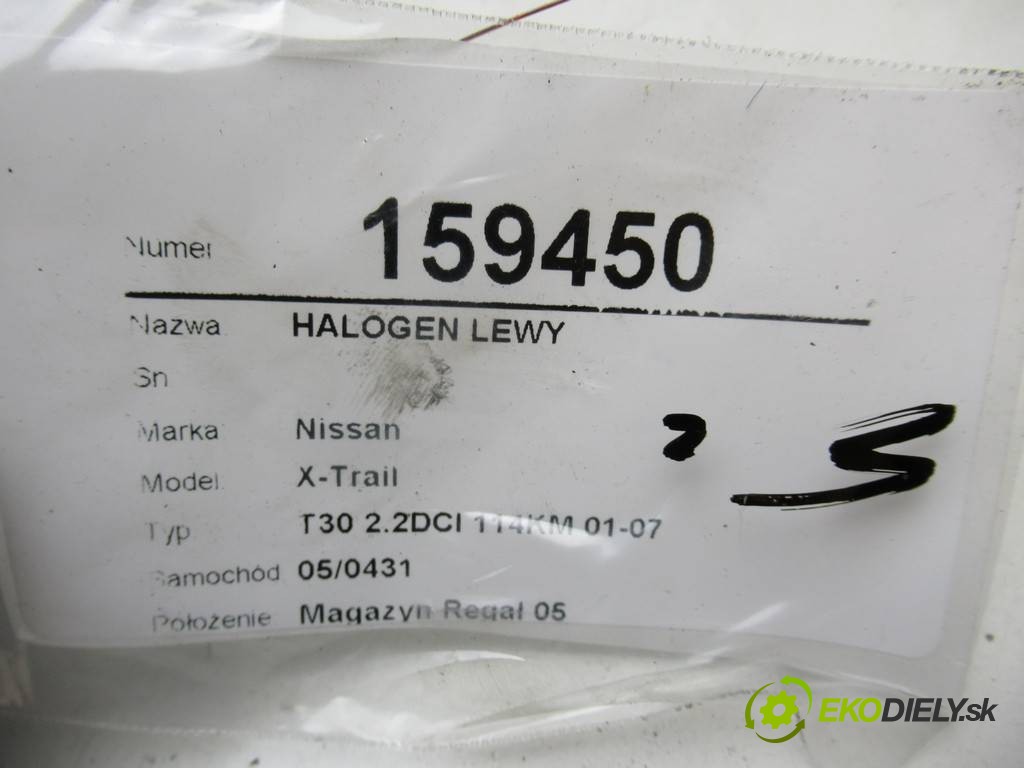 Numer 159450
Nazwa HALOGEN LEWY
Sn
Marka Nissan
Model X-Trail
Typ T30 2.2DCI 114KM 01-07
Samochód 05/0431
Położenie Magazyn Regał 05
EKODIELY.sk